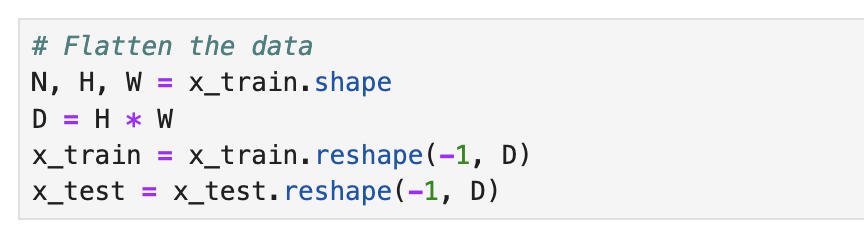 # Flatten the data
N, H, W = x_train.shape
D = H * W
x_train = x_train.reshape(-1, D)
x_test = x_test.reshape(-1, D)